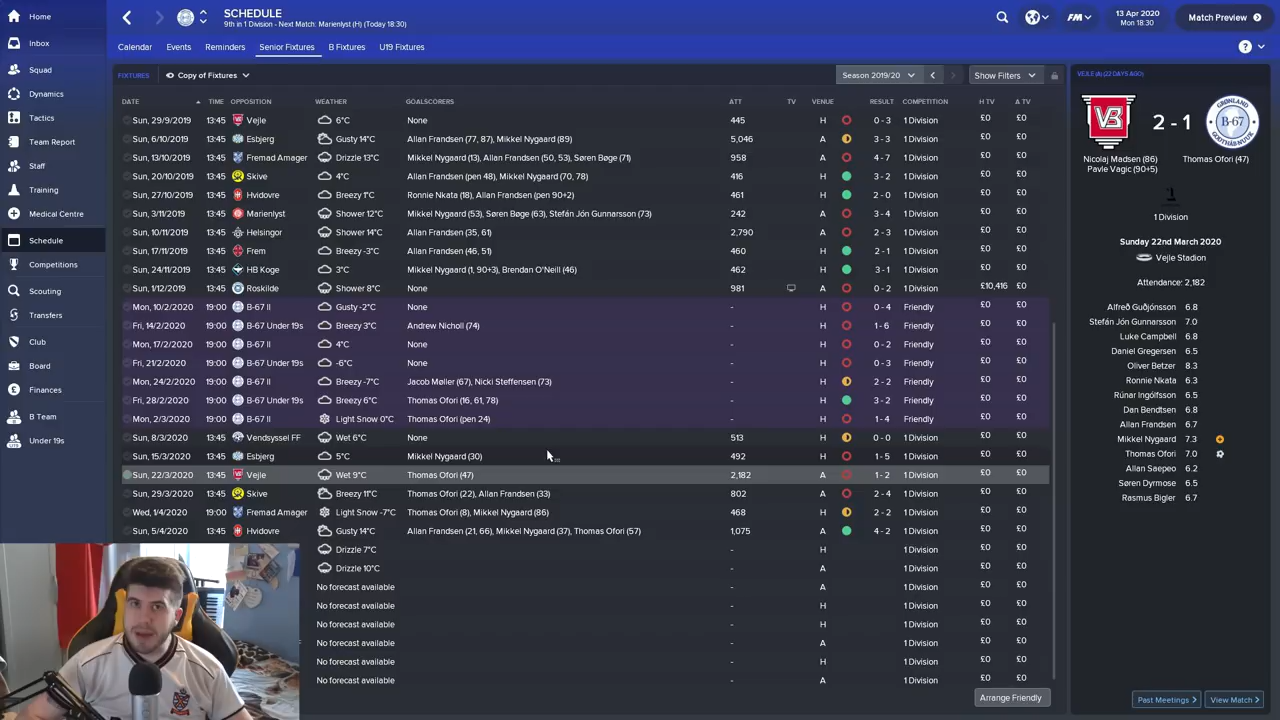 Home
Inbox
Squad
Dynamics
Tactics
Team Report
Staff
Training
Medical Centre
Schedule
Competitions
Scouting
Transfers
Club
Board
Finances
B Team
Under 19s
SCHEDULE
9th in 1 Division - Next Match: Marienlyst (H) (Today 18:30)
FM
13 Apr 2020
Mon 18:30
Match Preview
Calendar Events Reminders Senior Fixtures B Fixtures U19 Fixtures
?
FIXTURES Copy of Fixtures Season 2019/20 Show Filters
DATE TIME OPPOSITION WEATHER GOALSCORERS ATT TV VENUE RESULT COMPETITION H TV A TV
Sun, 29/9/2019 13:45 Vejle 6°C None 445 H 0 - 3 1 Division £0 £0
Sun, 6/10/2019 13:45 Esbjerg Gusty 14°C Allan Frandsen (77, 87), Mikkel Nygaard (89) 5,046 A 3 - 3 1 Division £0 £0
Sun, 13/10/2019 13:45 Fremad Amager Drizzle 13°C Mikkel Nygaard (13), Allan Frandsen (50, 53), Søren Bøge (71) 958 A 4 - 7 1 Division £0 £0
Sun, 20/10/2019 13:45 Skive 4°C Allan Frandsen (pen 48), Mikkel Nygaard (70, 78) 416 H 3 - 2 1 Division £0 £0
Sun, 27/10/2019 13:45 Hvidovre Breezy 1°C Ronnie Nkata (18), Allan Frandsen (pen 90+2) 461 H 2 - 0 1 Division £0 £0
Sun, 3/11/2019 13:45 Marienlyst Shower 12°C Mikkel Nygaard (53), Søren Bøge (63), Stefán Jón Gunnarsson (73) 242 A 3 - 4 1 Division £0 £0
Sun, 10/11/2019 13:45 Helsingor Shower 14°C Allan Frandsen (35, 61) 2,790 A 2 - 3 1 Division £0 £0
Sun, 17/11/2019 13:45 Frem Breezy -3°C Allan Frandsen (46, 51) 460 H 2 - 1 1 Division £0 £0
Sun, 24/11/2019 13:45 HB Koge 3°C Mikkel Nygaard (1, 90+3), Brendan O'Neill (46) 462 H 3 - 1 1 Division £0 £0
Sun, 1/12/2019 13:45 Roskilde Shower 8°C None 981 A 0 - 2 1 Division £10,416 £0
Mon, 10/2/2020 19:00 B-67 II Gusty -2°C None - H 0 - 4 Friendly £0 £0
Fri, 14/2/2020 19:00 B-67 Under 19s Breezy 3°C Andrew Nicholl (74) - H 1 - 6 Friendly £0 £0
Mon, 17/2/2020 19:00 B-67 II 4°C None - H 0 - 2 Friendly £0 £0
Fri, 21/2/2020 19:00 B-67 Under 19s -6°C None - H 0 - 3 Friendly £0 £0
Mon, 24/2/2020 19:00 B-67 II Breezy -7°C Jacob Møller (67), Nicki Steffensen (73) - H 2 - 2 Friendly £0 £0
Fri, 28/2/2020 19:00 B-67 Under 19s Breezy 6°C Thomas Ofori (16, 61, 78) - H 3 - 2 Friendly £0 £0
Mon, 2/3/2020 19:00 B-67 II Light Snow 0°C Thomas Ofori (pen 24) - H 1 - 4 Friendly £0 £0
Sun, 8/3/2020 13:45 Vendsyssel FF Wet 6°C None 513 H 0 - 0 1 Division £0 £0
Sun, 15/3/2020 13:45 Esbjerg 5°C Mikkel Nygaard (30) 492 H 1 - 5 1 Division £0 £0
Sun, 22/3/2020 13:45 Vejle Wet 9°C Thomas Ofori (47) 2,182 A 1 - 2 1 Division £0 £0
Sun, 29/3/2020 13:45 Skive Breezy 11°C Thomas Ofori (22), Allan Frandsen (33) 802 A 2 - 4 1 Division £0 £0
Wed, 1/4/2020 19:00 Fremad Amager Light Snow -7°C Thomas Ofori (8), Mikkel Nygaard (86) 468 H 2 - 2 1 Division £0 £0
Sun, 5/4/2020 13:45 Hvidovre Gusty 14°C Allan Frandsen (21, 66), Mikkel Nygaard (37), Thomas Ofori (57) 1,075 A 4 - 2 1 Division £0 £0
Drizzle 7°C - H 1 Division £0 £0
Drizzle 10°C - A 1 Division £0 £0
No forecast available - A 1 Division £0 £0
No forecast available - H 1 Division £0 £0
No forecast available - H 1 Division £0 £0
No forecast available - A 1 Division £0 £0
No forecast available - H 1 Division £0 £0
No forecast available - A 1 Division £0 £0
Arrange Friendly
VEJLE (A) (22 DAYS AGO)
VB
2 - 1
GRØNLAND
B-67
Nicolaj Madsen (86)
Pavle Vagic (90+5)
Thomas Ofori (47)
1
1 Division
Sunday 22nd March 2020
Vejle Stadion
Attendance: 2,182
Alfreð Guðjónsson 6.8
Stefán Jón Gunnarsson 7.0
Luke Campbell 6.8
Daniel Gregersen 6.5
Oliver Betzer 8.3
Ronnie Nkata 6.3
Rúnar Ingólfsson 6.5
Dan Bendtsen 6.8
Allan Frandsen 6.7
Mikkel Nygaard 7.3
Thomas Ofori 7.0
Allan Saepeo 6.2
Søren Dyrmose 6.5
Rasmus Bigler 6.7
Past Meetings View Match